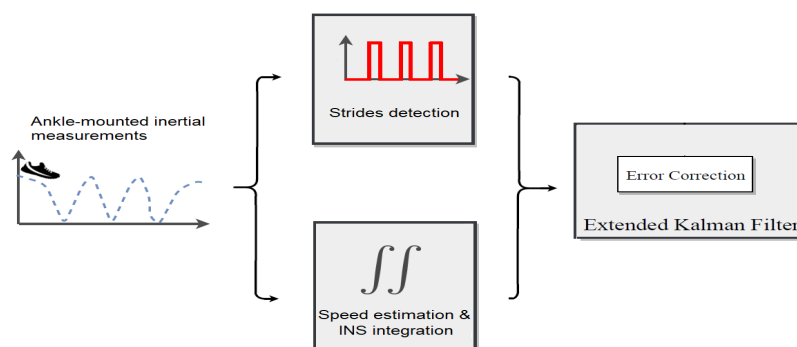 Ankle-mounted inertial
measurements
Strides detection
Speed estimation &
INS integration
Error Correction
Extended Kalman Filter